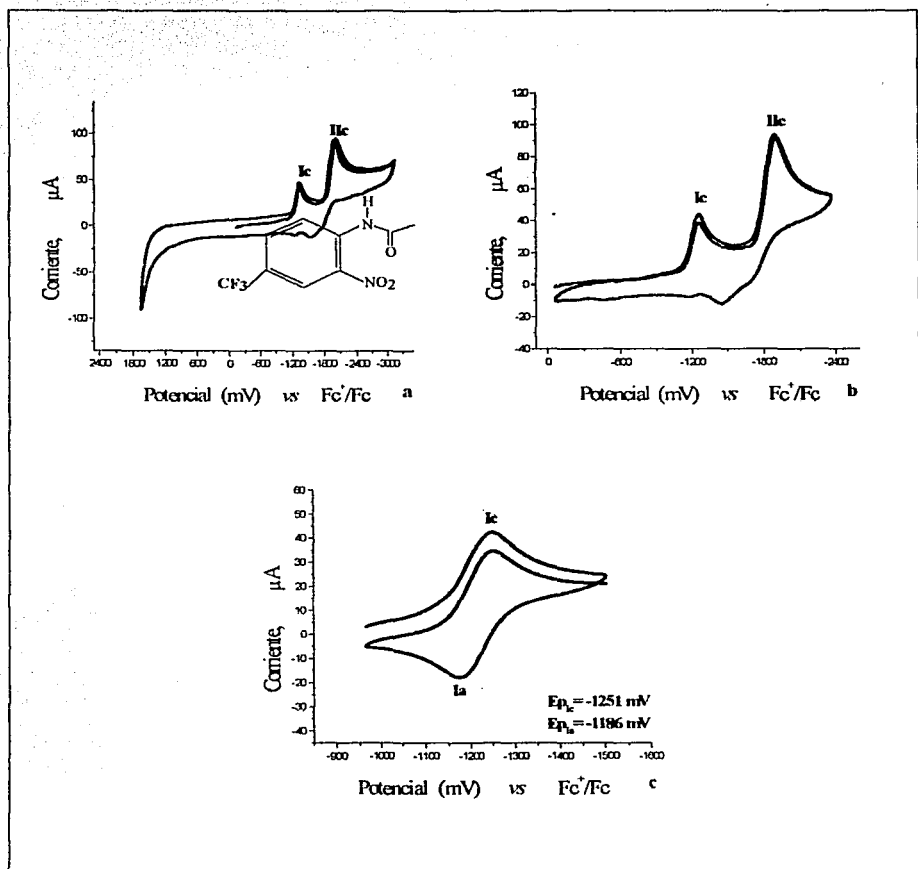 IIc
Ic
100
50
0
-50
-100
Corriente, µA
H
N
O
NO2
CF3
2400 1800 1200 600 0 -600 -1200 -1800 -2400 -3000
Potencial (mV) vs Fc+/Fc a
120
100
80
60
40
20
0
-20
-40
Corriente, µA
IIc
Ic
0 -600 -1200 -1800 -2400
Potencial (mV) vs Fc+/Fc b
60
50
40
30
20
10
0
-10
-20
-30
-40
Corriente, µA
Ic
Ia
EpIc=-1251 mV
EpIa=-1186 mV
-900 -1000 -1100 -1200 -1300 -1400 -1500 -1600
Potencial (mV) vs Fc+/Fc c